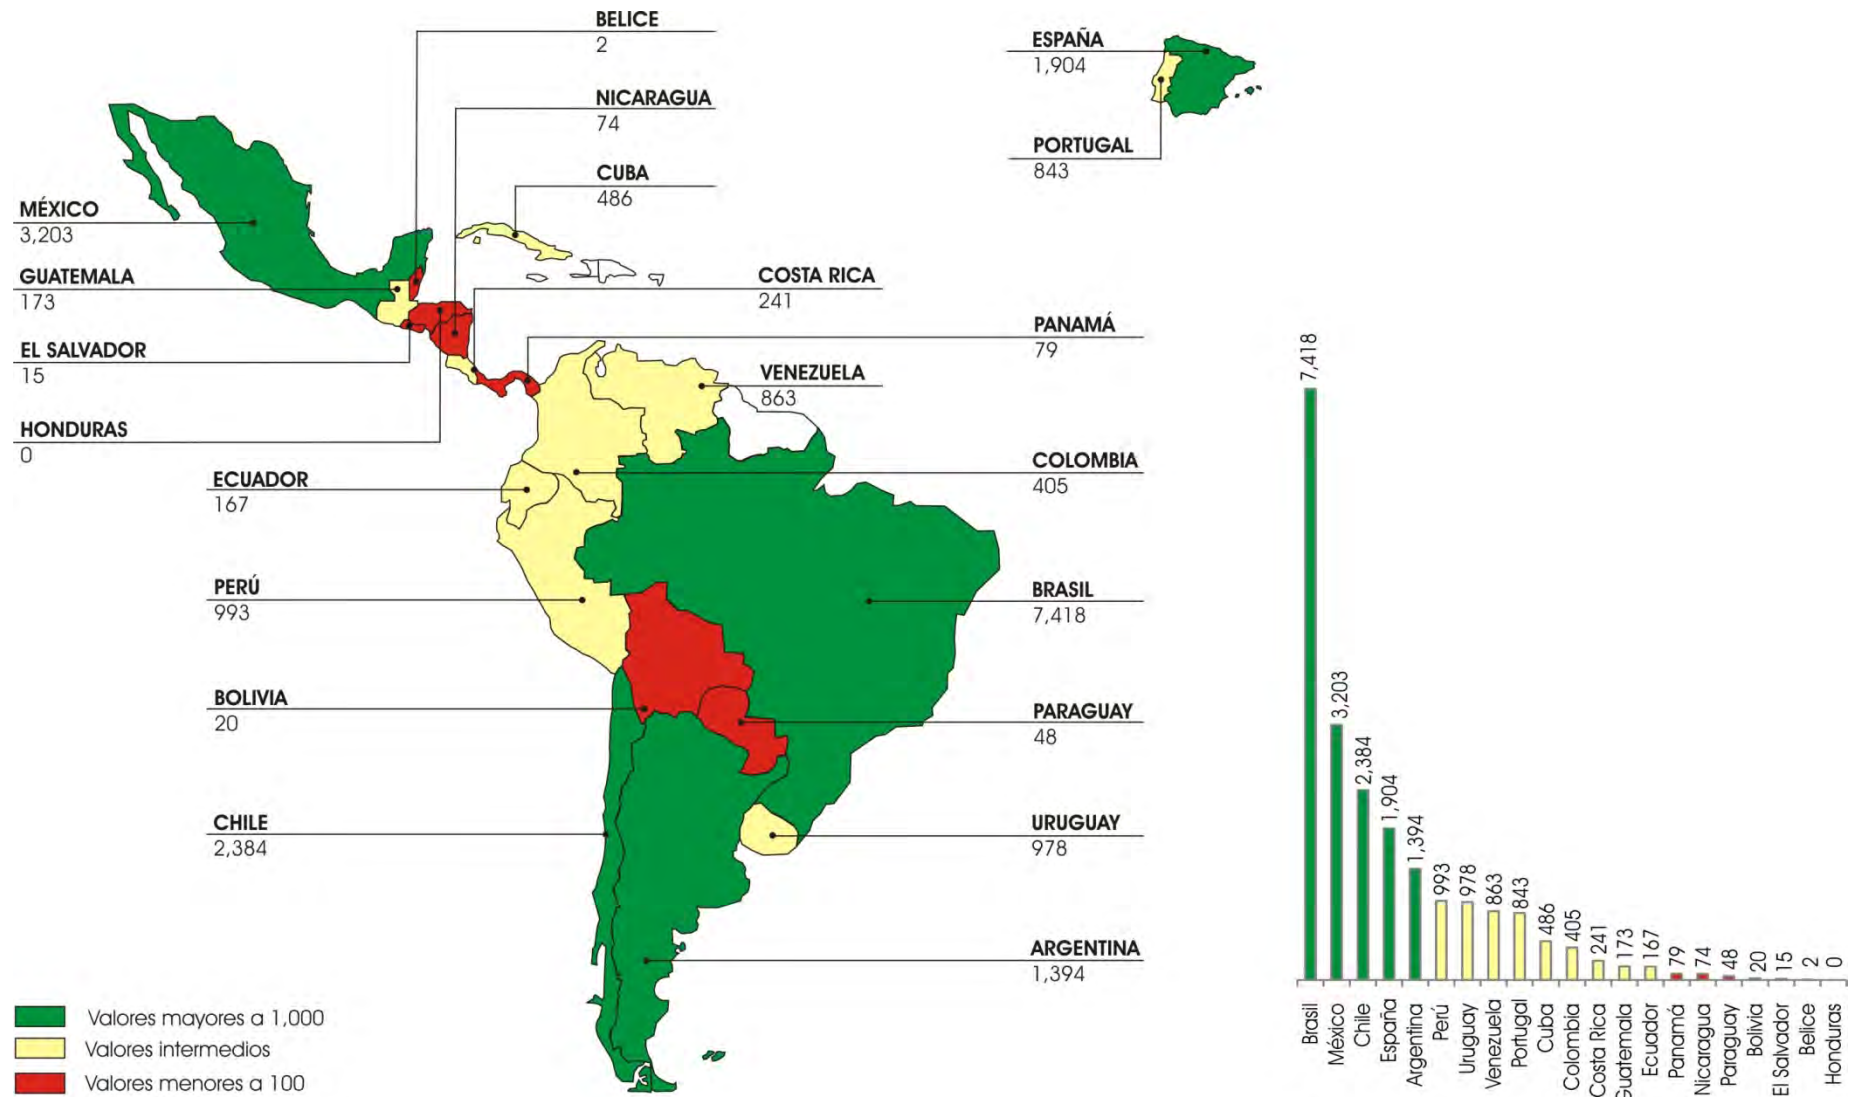 BELICE
2
NICARAGUA
74
CUBA
486
ESPAÑA
1,904
PORTUGAL
843
MÉXICO
3,203
GUATEMALA
173
EL SALVADOR
15
HONDURAS
0
COSTA RICA
241
PANAMÁ
79
VENEZUELA
863
COLOMBIA
405
ECUADOR
167
PERÚ
993
BRASIL
7,418
BOLIVIA
20
PARAGUAY
48
CHILE
2,384
URUGUAY
978
ARGENTINA
1,394
Valores mayores a 1,000
Valores intermedios
Valores menores a 100
7,418
3,203
2,384
1,904
1,394
993
978
863
843
486
405
241
173
167
79
74
48
20
15
2
0
Brasil
México
Chile
España
Argentina
Perú
Uruguay
Venezuela
Portugal
Cuba
Colombia
Costa Rica
Guatemala
Ecuador
Panamá
Nicaragua
Paraguay
Bolivia
El Salvador
Belice
Honduras